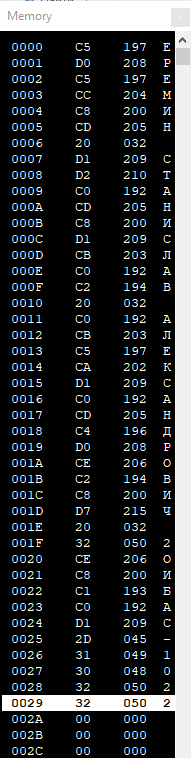 Memory
0000 C5 197 Е
0001 D0 208 Р
0002 C5 197 Е
0003 CC 204 М
0004 C8 200 И
0005 CD 205 Н
0006 20 032
0007 D1 209 С
0008 D2 210 Т
0009 C0 192 А
000A CD 205 Н
000B C8 200 И
000C D1 209 С
000D CB 203 Л
000E C0 192 А
000F C2 194 В
0010 20 032
0011 C0 192 А
0012 CB 203 Л
0013 C5 197 Е
0014 CA 202 К
0015 D1 209 С
0016 C0 192 А
0017 CD 205 Н
0018 C4 196 Д
0019 D0 208 Р
001A CE 206 О
001B C2 194 В
001C C8 200 И
001D D7 215 Ч
001E 20 032
001F 32 050 2
0020 CE 206 О
0021 C8 200 И
0022 C1 193 Б
0023 C0 192 А
0024 D1 209 С
0025 2D 045 -
0026 31 049 1
0027 30 048 0
0028 32 050 2
0029 32 050 2
002A 00 000
002B 00 000
002C 00 000